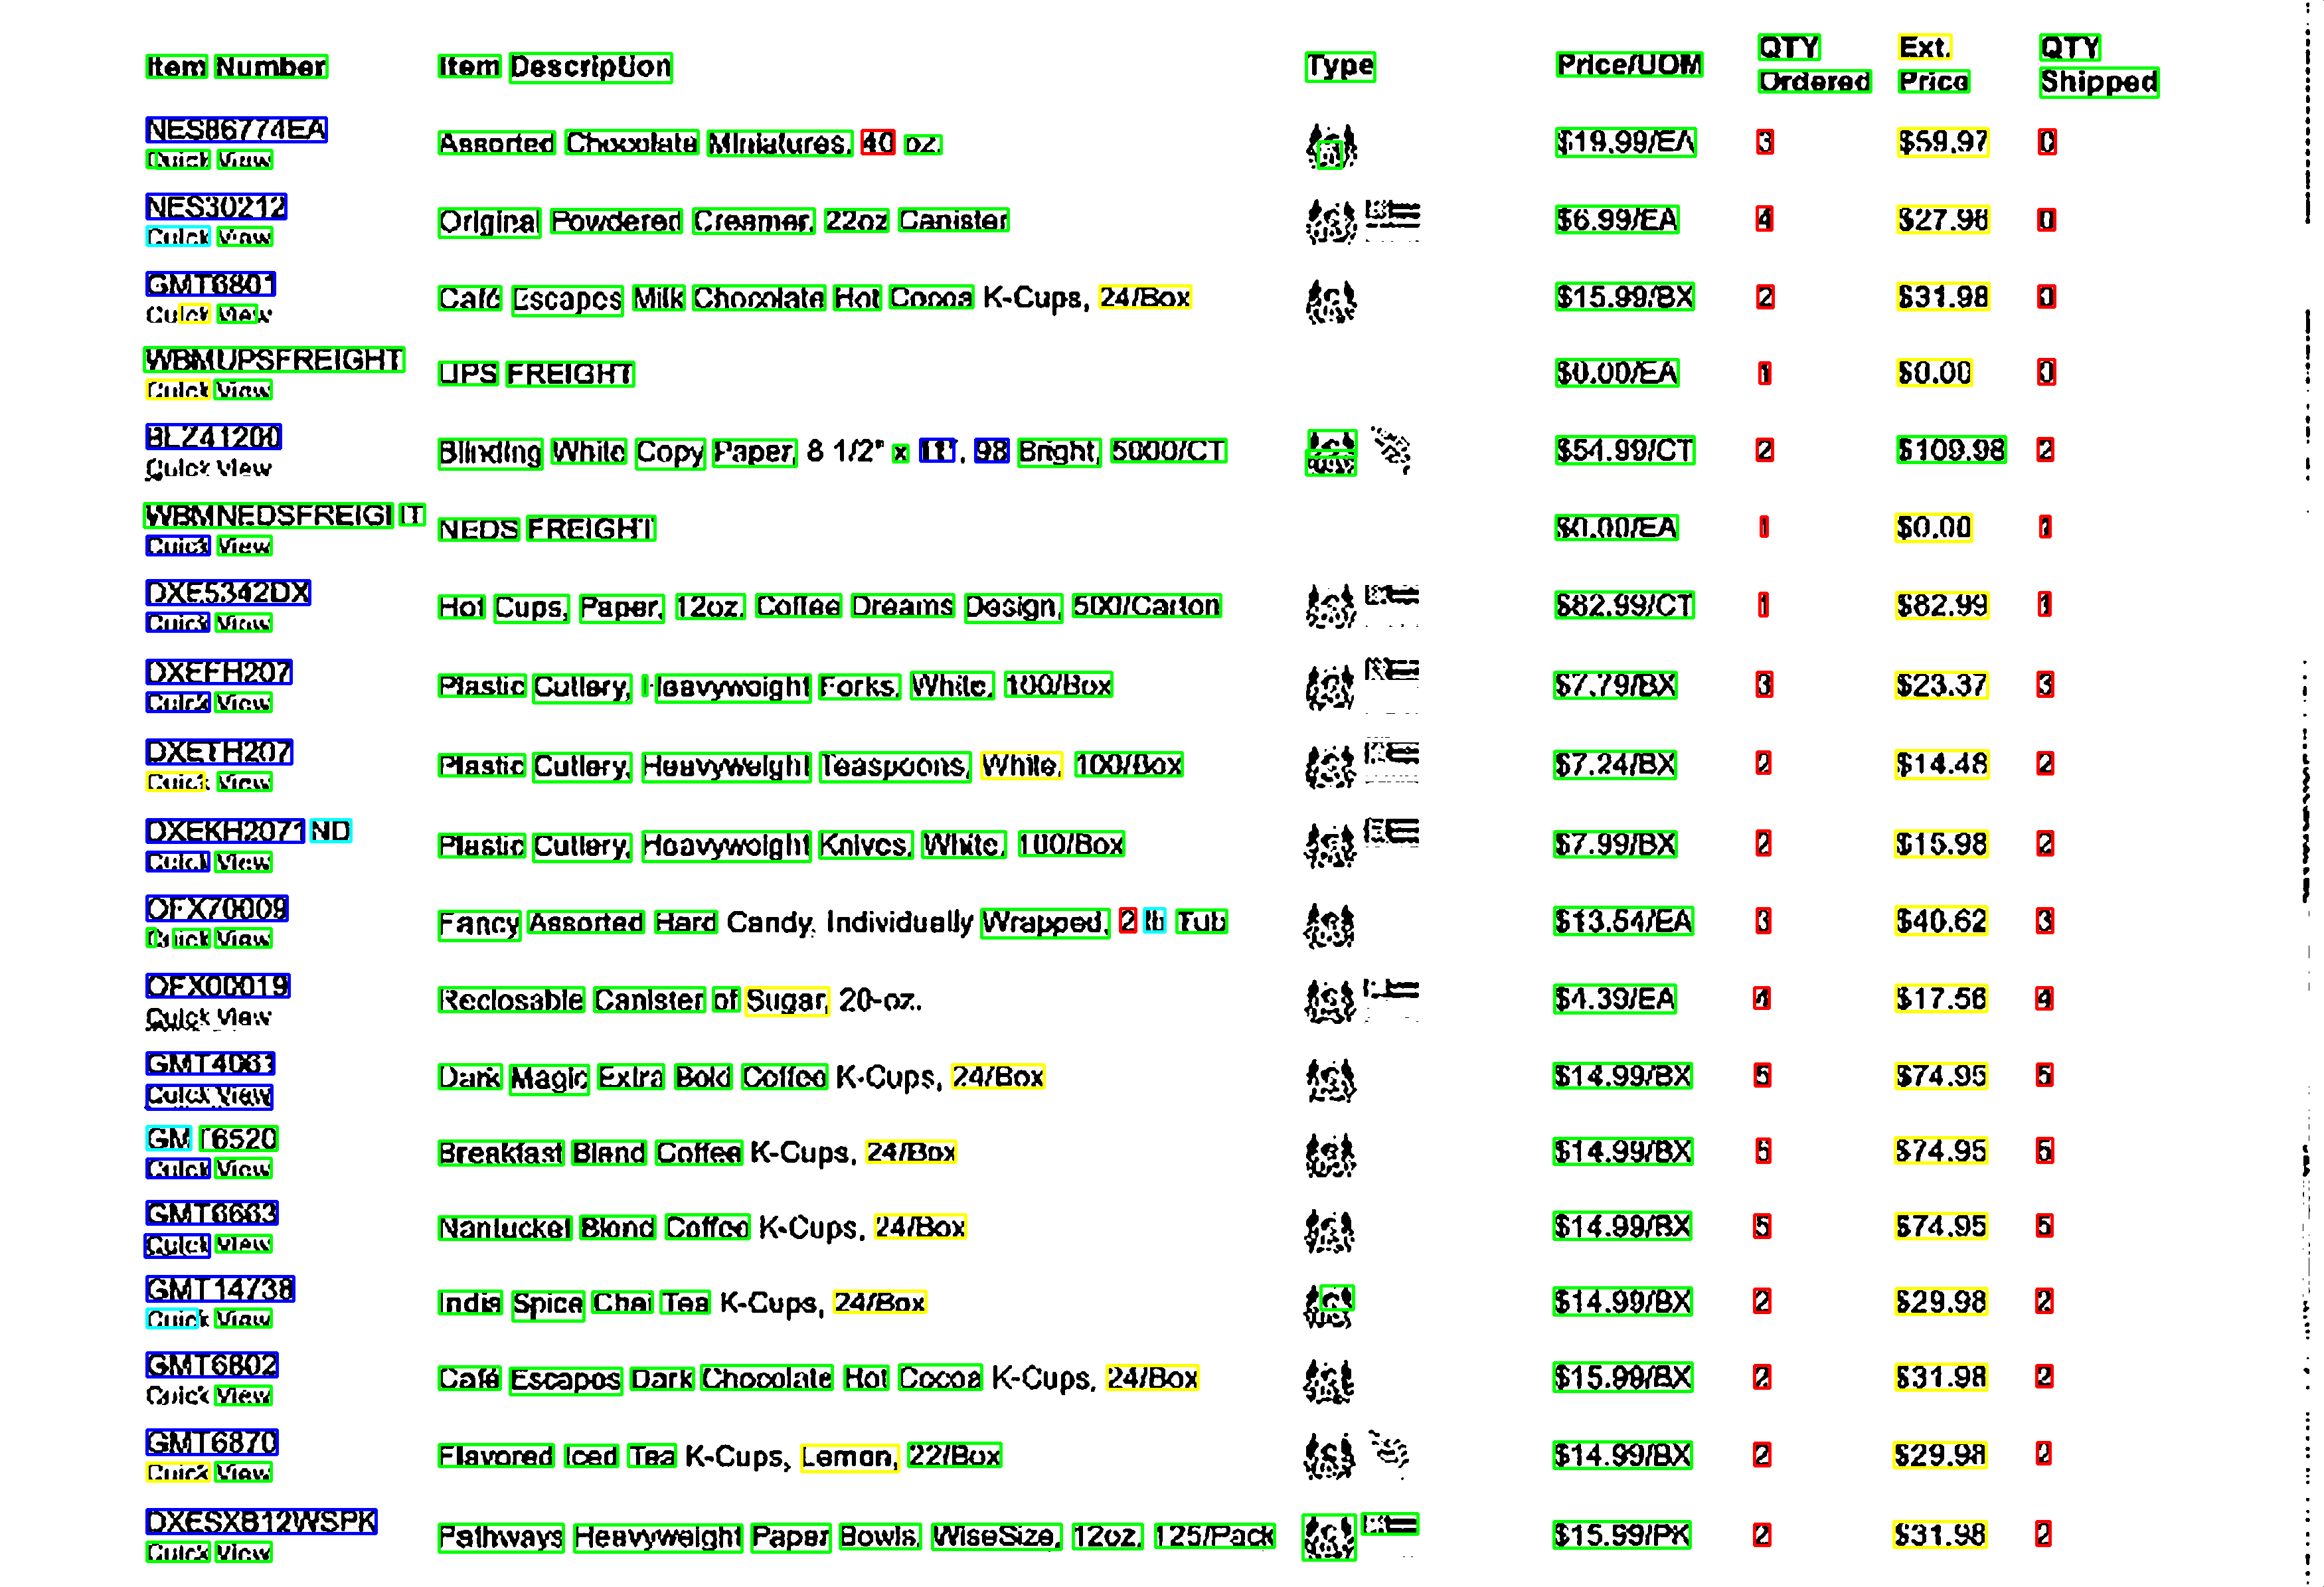 Item Number Item Description Type Price/UOM QTY Ordered Ext. Price QTY Shipped
NES86774EA Assorted Chocolate Miniatures, 40 oz. $19.99/EA 3 $59.97 0
Quick View
NES30212 Original Powdered Creamer, 22oz Canister $6.99/EA 4 $27.96 0
Quick View
GMT6801 Café Escapes Milk Chocolate Hot Cocoa K-Cups, 24/Box $15.99/BX 2 $31.98 0
Quick View
WBMUPSFREIGHT UPS FREIGHT $0.00/EA 1 $0.00 0
Quick View
BLZ41200 Blinding White Copy Paper, 8 1/2" x 11", 98 Bright, 5000/CT $54.99/CT 2 $109.98 2
Quick View
WBMNEDSFREIGHT NEDS FREIGHT $0.00/EA 1 $0.00 1
Quick View
DXE5342DX Hot Cups, Paper, 12oz. Coffee Dreams Design, 500/Carton $82.99/CT 1 $82.99 1
Quick View
DXEFH207 Plastic Cutlery, Heavyweight Forks, White, 100/Box $7.79/BX 3 $23.37 3
Quick View
DXETH207 Plastic Cutlery, Heavyweight Teaspoons, White, 100/Box $7.24/BX 2 $14.48 2
Quick View
Plastic Cutlery, Heavyweight Knives, White, 100/Box $7.99/BX 2 $15.98 2
Quick View
OFX70009 Fancy Assorted Hard Candy, Individually Wrapped, 2 lb Tub $13.54/EA 3 $40.62 3
Quick View
OFX00019 Reclosable Canister of Sugar, 20-oz. $4.39/EA 4 $17.56 4
Quick View
GMT4061 Dark Magic Extra Bold Coffee K-Cups, 24/Box $14.99/BX 5 $74.95 5
Quick View
GMT6520 Breakfast Blend Coffee K-Cups, 24/Box $14.99/BX 5 $74.95 5
Quick View
GMT6663 Nantucket Blend Coffee K-Cups, 24/Box $14.99/BX 5 $74.95 5
Quick View
GMT14738 India Spice Chai Tea K-Cups, 24/Box $14.99/BX 2 $29.98 2
Quick View
GMT6802 Café Escapes Dark Chocolate Hot Cocoa K-Cups, 24/Box $15.99/BX 2 $31.98 2
Quick View
GMT6870 Flavored Iced Tea K-Cups, Lemon, 22/Box $14.99/BX 2 $29.98 2
Quick View
DXESXB12WSPK Pathways Heavyweight Paper Bowls, WiseSize, 12oz, 125/Pack $15.99/PK 2 $31.98 2
Quick View